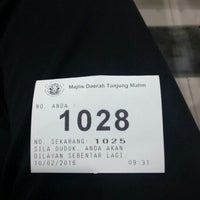 Majlis Daerah Tanjung Malim
NO. ANDA :
1028
NO. SEKARANG 1025
SILA DUDUK. ANDA AKAN
DILAYAN SEBENTAR LAGI
10/02/2016 09:31